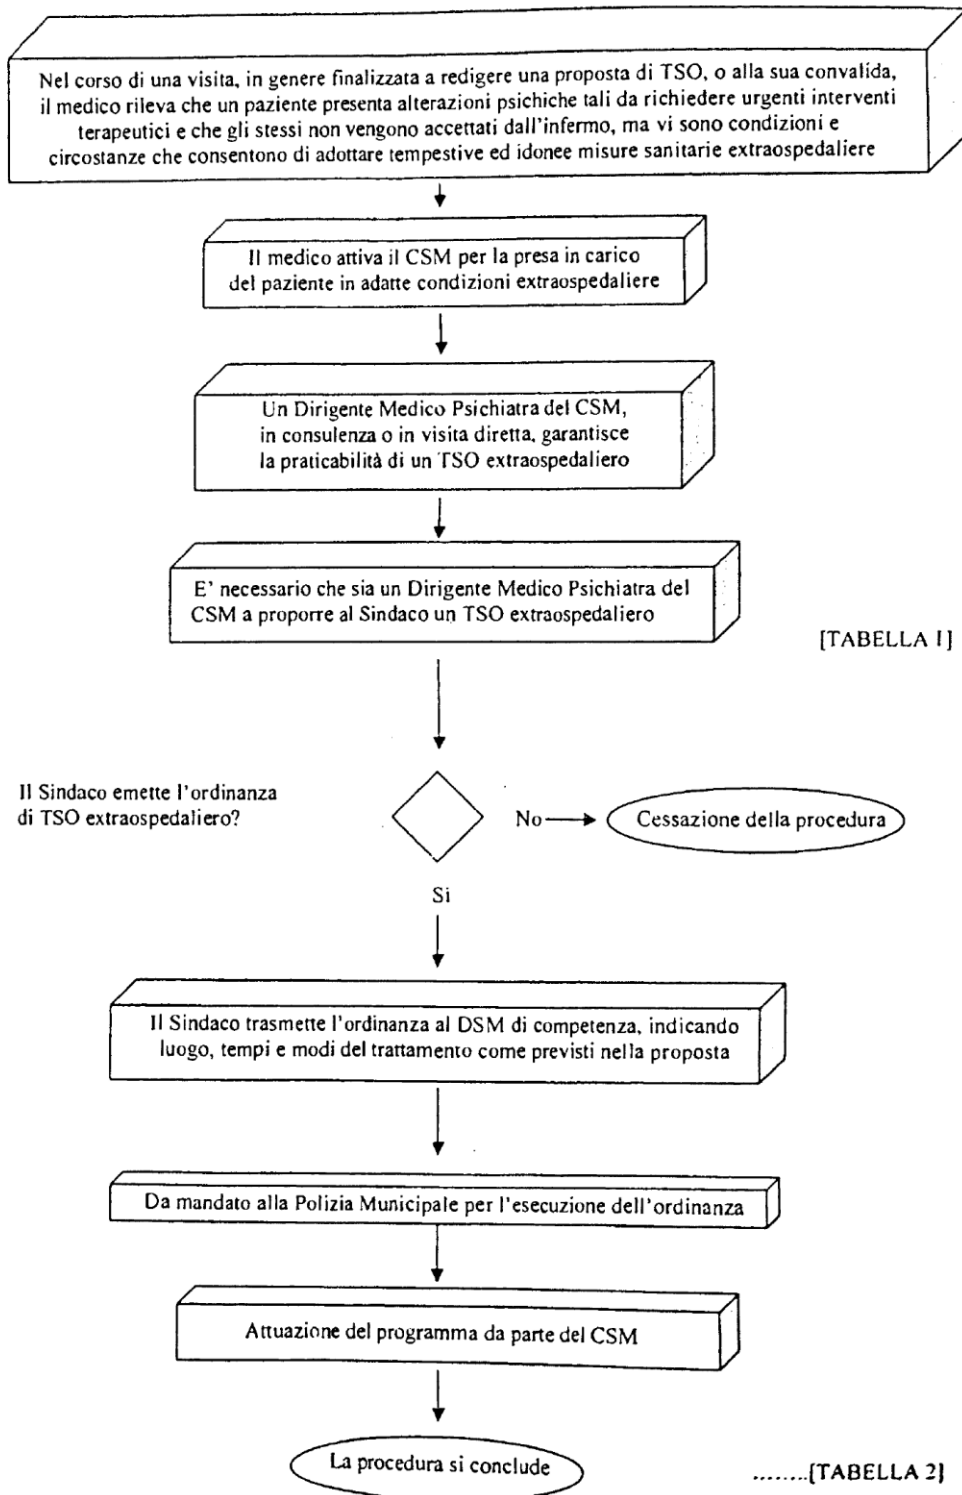 Nel corso di una visita, in genere finalizzata a redigere una proposta di TSO, o alla sua convalida,
il medico rileva che un paziente presenta alterazioni psichiche tali da richiedere urgenti interventi
terapeutici e che gli stessi non vengono accettati dall'infermo, ma vi sono condizioni e
circostanze che consentono di adottare tempestive ed idonee misure sanitarie extraospedaliere
Il medico attiva il CSM per la presa in carico
del paziente in adatte condizioni extraospedaliere
Un Dirigente Medico Psichiatra del CSM,
in consulenza o in visita diretta, garantisce
la praticabilità di un TSO extraospedaliero
E' necessario che sia un Dirigente Medico Psichiatra del
CSM a proporre al Sindaco un TSO extraospedaliero
[TABELLA 1]
Il Sindaco emette l'ordinanza
di TSO extraospedaliero?
No
Cessazione della procedura
Si
Il Sindaco trasmette l'ordinanza al DSM di competenza, indicando
luogo, tempi e modi del trattamento come previsti nella proposta
Da mandato alla Polizia Municipale per l'esecuzione dell'ordinanza
Attuazione del programma da parte del CSM
La procedura si conclude
........[TABELLA 2]